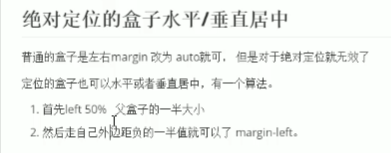 绝对定位的盒子水平/垂直居中
普通的盒子是左右margin 改为 auto就可， 但是对于绝对定位就无效了
定位的盒子也可以水平或者垂直居中，有一个算法。
1. 首先left 50% 父盒子的一半大小
2. 然后走自己外边距负的一半值就可以了 margin-left。